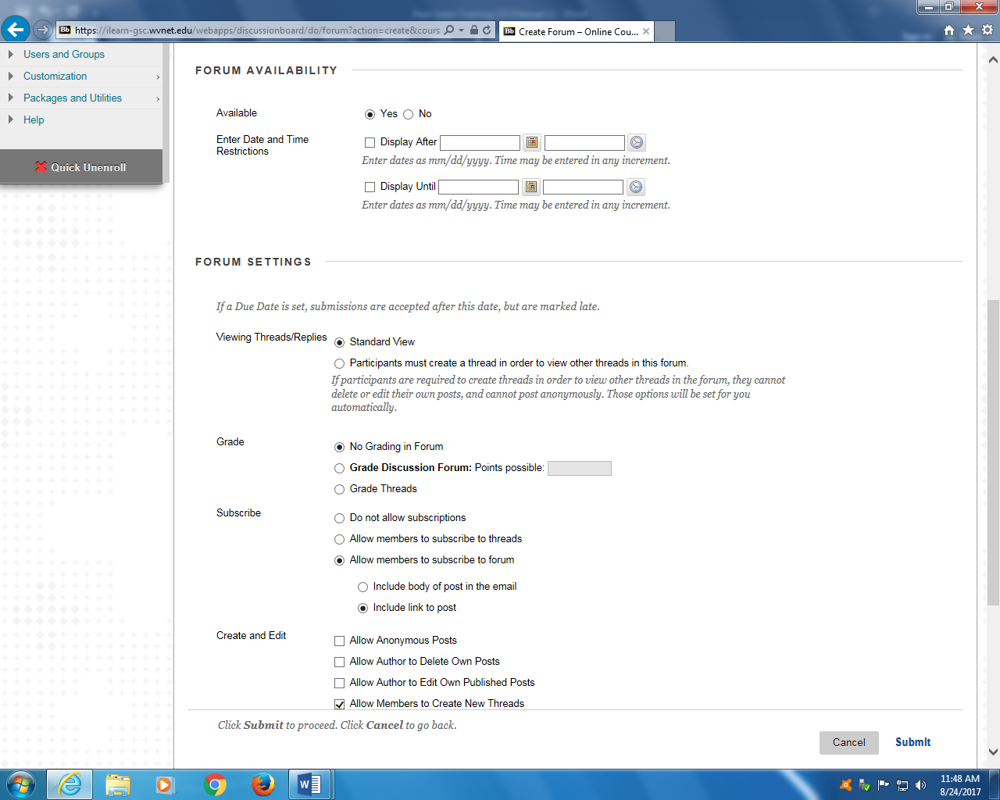 https://ilearn-gsc.wvnet.edu/webapps/discussionboard/do/forum?action=create&cours
Bb Create Forum – Online Cou...
Users and Groups
Customization
Packages and Utilities
Help
Quick Unenroll
FORUM AVAILABILITY
Available Yes No
Enter Date and Time Restrictions
Display After
Enter dates as mm/dd/yyyy. Time may be entered in any increment.
Display Until
Enter dates as mm/dd/yyyy. Time may be entered in any increment.
FORUM SETTINGS
If a Due Date is set, submissions are accepted after this date, but are marked late.
Viewing Threads/Replies Standard View
Participants must create a thread in order to view other threads in this forum.
If participants are required to create threads in order to view other threads in the forum, they cannot
delete or edit their own posts, and cannot post anonymously. Those options will be set for you
automatically.
Grade No Grading in Forum
Grade Discussion Forum: Points possible:
Grade Threads
Subscribe Do not allow subscriptions
Allow members to subscribe to threads
Allow members to subscribe to forum
Include body of post in the email
Include link to post
Create and Edit Allow Anonymous Posts
Allow Author to Delete Own Posts
Allow Author to Edit Own Published Posts
Allow Members to Create New Threads
Click Submit to proceed. Click Cancel to go back.
Cancel Submit
11:48 AM
8/24/2017